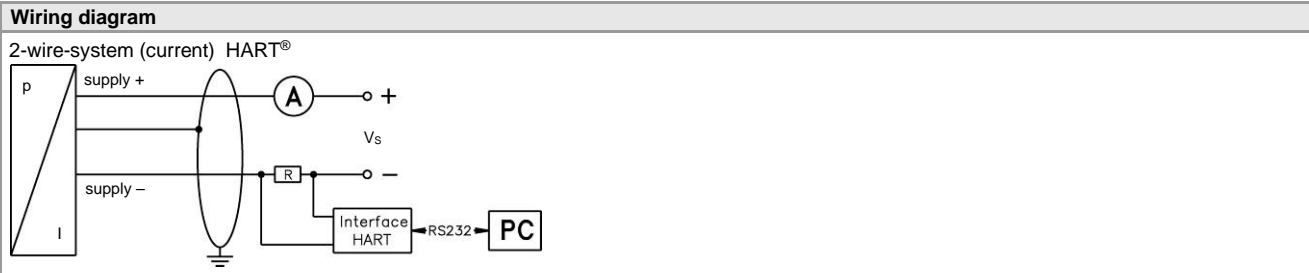 Wiring diagram
2-wire-system (current) HART®
p
supply +
A
+
Vs
R
−
supply –
I
Interface
HART
RS232
PC